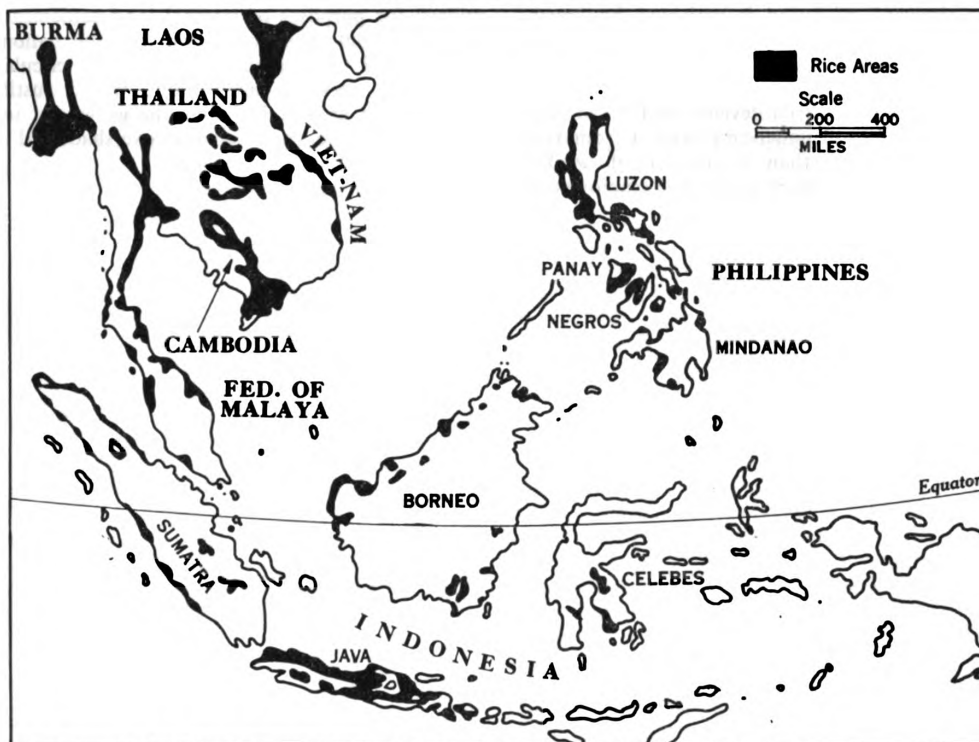 BURMA
LAOS
THAILAND
VIET-NAM
CAMBODIA
FED. OF
MALAYA
Rice Areas
Scale
0 200 400
MILES
LUZON
PANAY
PHILIPPINES
NEGROS
MINDANAO
BORNEO
Equator
SUMATRA
CELEBES
INDONESIA
JAVA